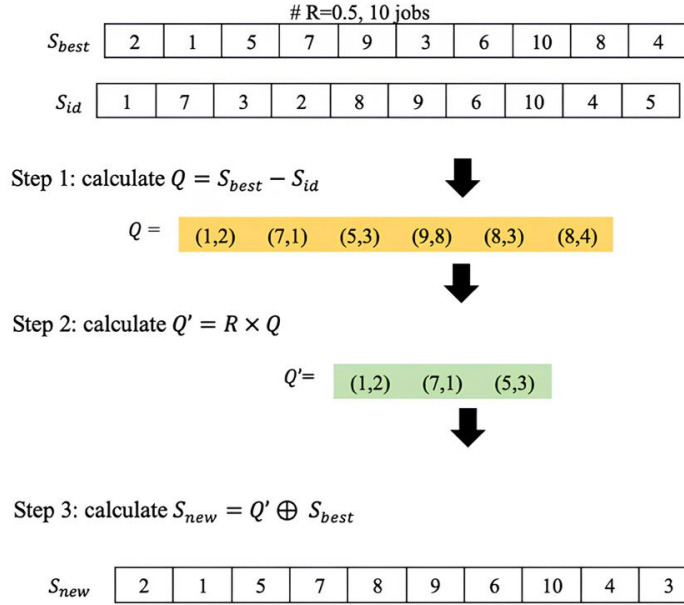 # R=0.5, 10 jobs
S_best 2 1 5 7 9 3 6 10 8 4
S_id 1 7 3 2 8 9 6 10 4 5
Step 1: calculate Q = S_best − S_id
Q = (1,2) (7,1) (5,3) (9,8) (8,3) (8,4)
Step 2: calculate Q' = R × Q
Q'= (1,2) (7,1) (5,3)
Step 3: calculate S_new = Q' ⊕ S_best
S_new 2 1 5 7 8 9 6 10 4 3